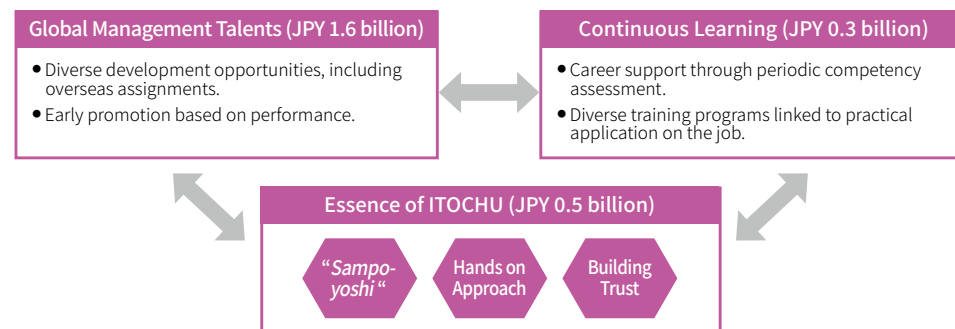 Global Management Talents (JPY 1.6 billion)
• Diverse development opportunities, including
overseas assignments.
• Early promotion based on performance.
Continuous Learning (JPY 0.3 billion)
• Career support through periodic competency
assessment.
• Diverse training programs linked to practical
application on the job.
Essence of ITOCHU (JPY 0.5 billion)
“Sampo-
yoshi “
Hands on
Approach
Building
Trust